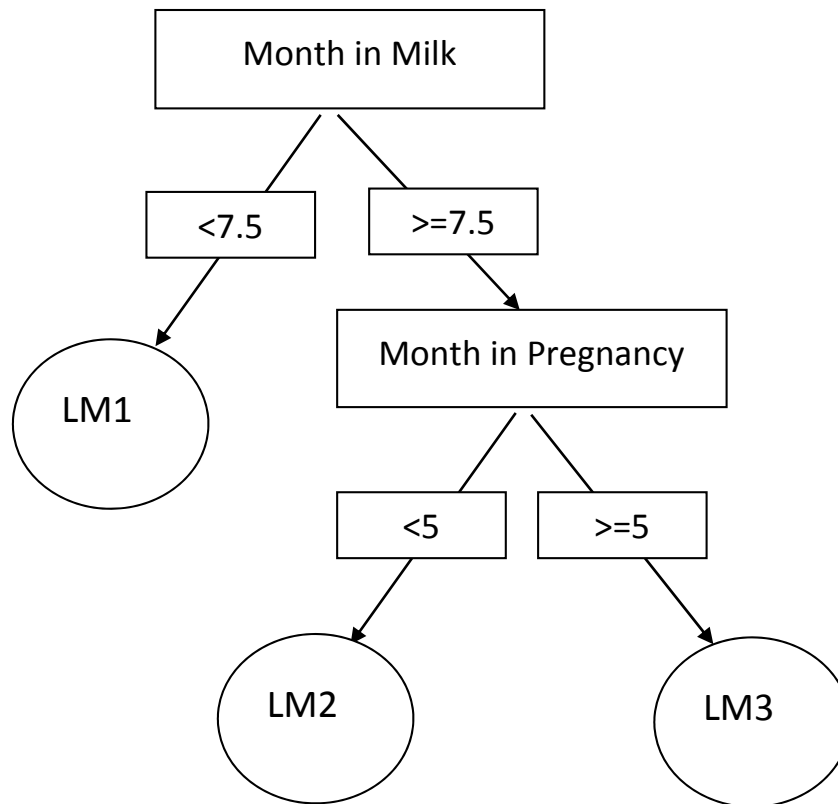 Month in Milk
<7.5
>=7.5
Month in Pregnancy
LM1
<5
>=5
LM2
LM3